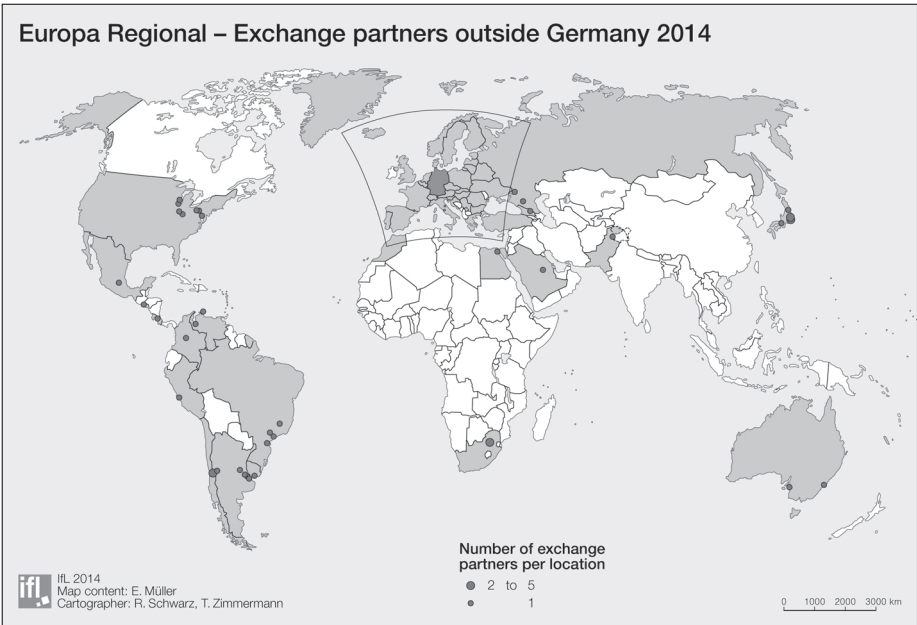 Europa Regional – Exchange partners outside Germany 2014
Number of exchange
partners per location
2 to 5
1
ifl
IfL 2014
Map content: E. Müller
Cartographer: R. Schwarz, T. Zimmermann
0 1000 2000 3000 km